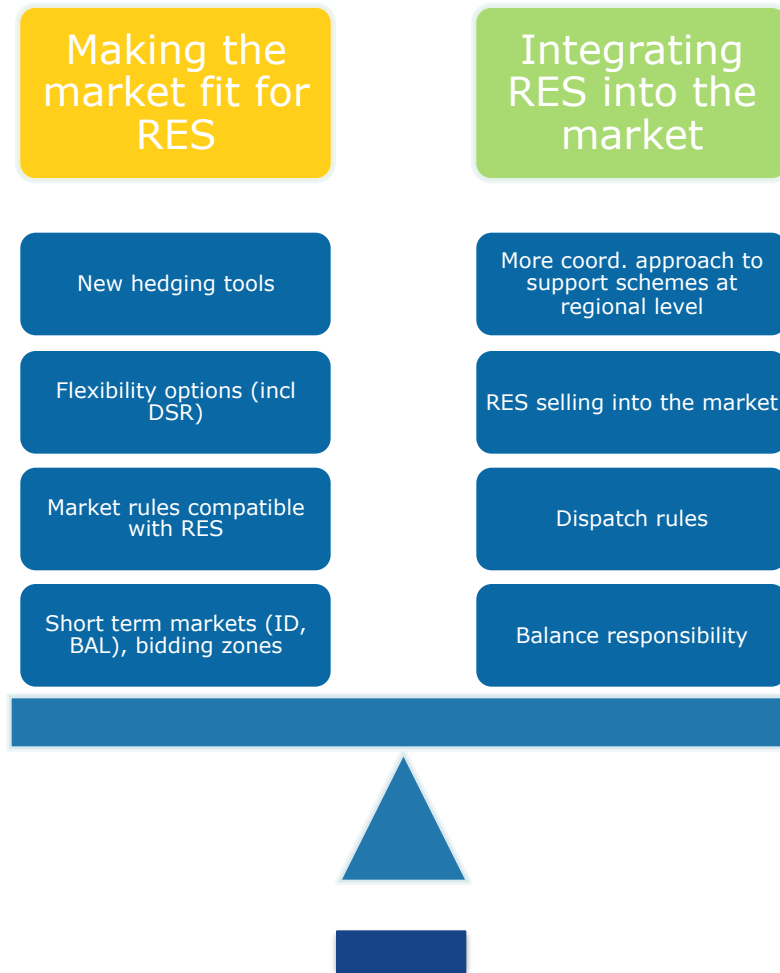 Making the
market fit for
RES
Integrating
RES into the
market
New hedging tools
Flexibility options (incl
DSR)
Market rules compatible
with RES
Short term markets (ID,
BAL), bidding zones
More coord. approach to
support schemes at
regional level
RES selling into the market
Dispatch rules
Balance responsibility